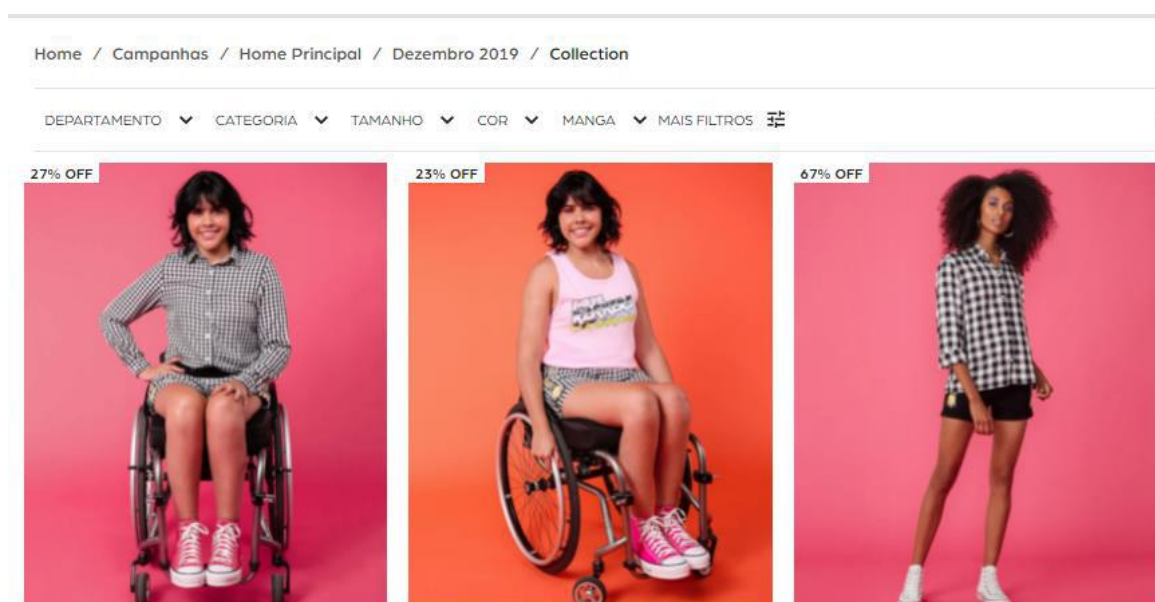 Home / Campanhas / Home Principal / Dezembro 2019 / Collection
DEPARTAMENTO CATEGORIA TAMANHO COR MANGA MAIS FILTROS
27% OFF 23% OFF 67% OFF